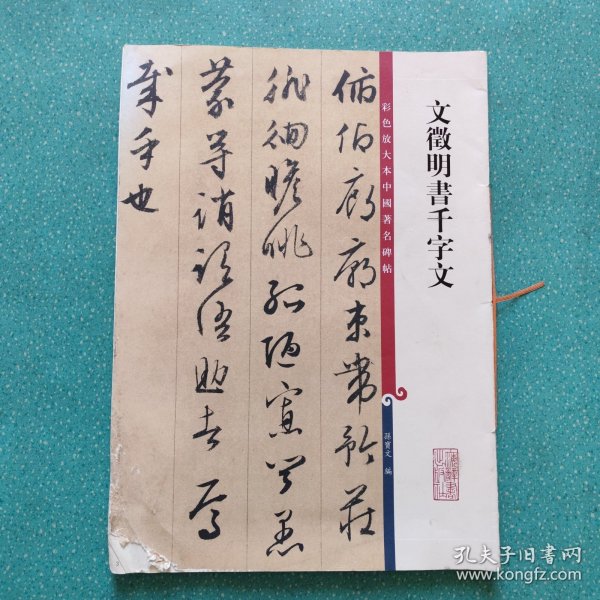 文徵明書千字文
彩色放大本中國著名碑帖
孫寶文 編
俯仰廊廟束帶矜莊
徘徊瞻眺孤陋寡聞愚
蒙等誚謂語助者焉
哉乎也
孔夫子旧书网
www.kongfz.com